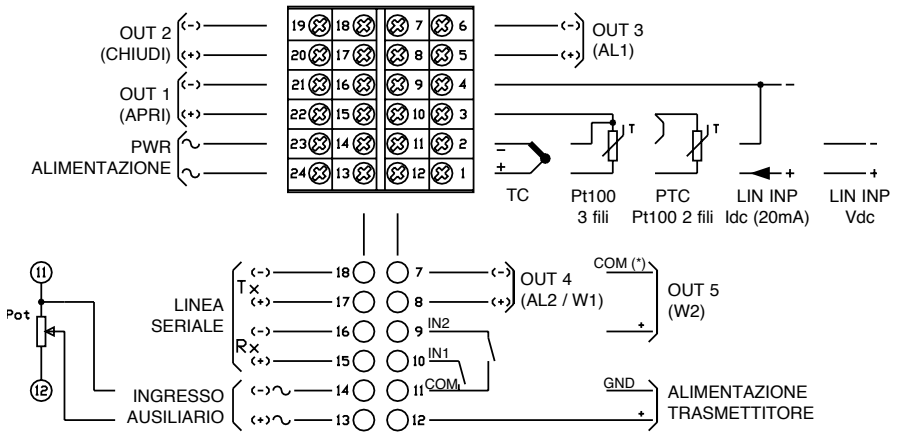 OUT 2
(CHIUDI)
(-)
(+)
OUT 1
(APRI)
(-)
(+)
PWR
ALIMENTAZIONE
19 18 7 6
20 17 8 5
21 16 9 4
22 15 10 3
23 14 11 2
24 13 12 1
(-)
(+)
OUT 3
(AL1)
-
T
T
-
+
TC
Pt100
3 fili
PTC
Pt100 2 fili
+
LIN INP
Idc (20mA)
-
+
LIN INP
Vdc
11
Pot
12
LINEA
SERIALE
Tx
(-)
(+)
Rx
(-)
(+)
INGRESSO
AUSILIARIO
(-)
(+)
18 7
17 8
16 9 IN2
15 10 IN1
14 11 COM
13 12
(-)
(+)
OUT 4
(AL2 / W1)
COM (*)
+
OUT 5
(W2)
GND
+
ALIMENTAZIONE
TRASMETTITORE